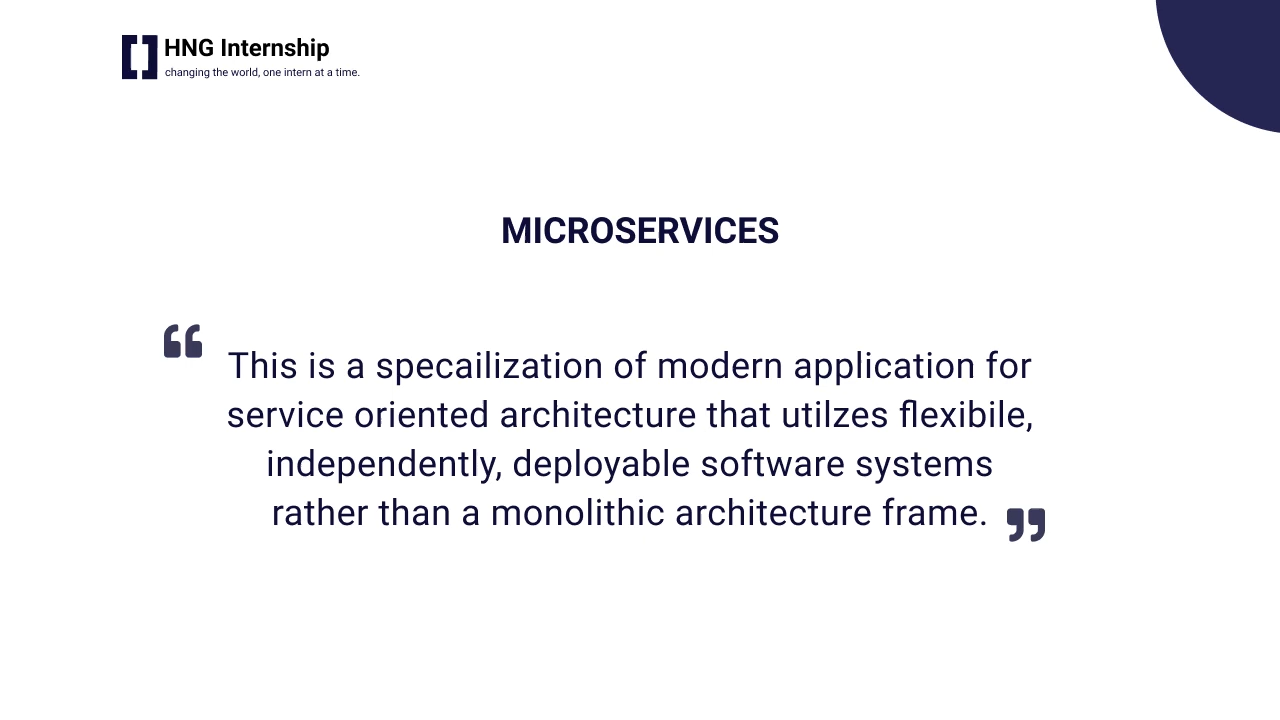 HNG Internship
changing the world, one intern at a time.
MICROSERVICES
“ This is a specailization of modern application for
service oriented architecture that utilzes flexibile,
independently, deployable software systems
rather than a monolithic architecture frame. ”